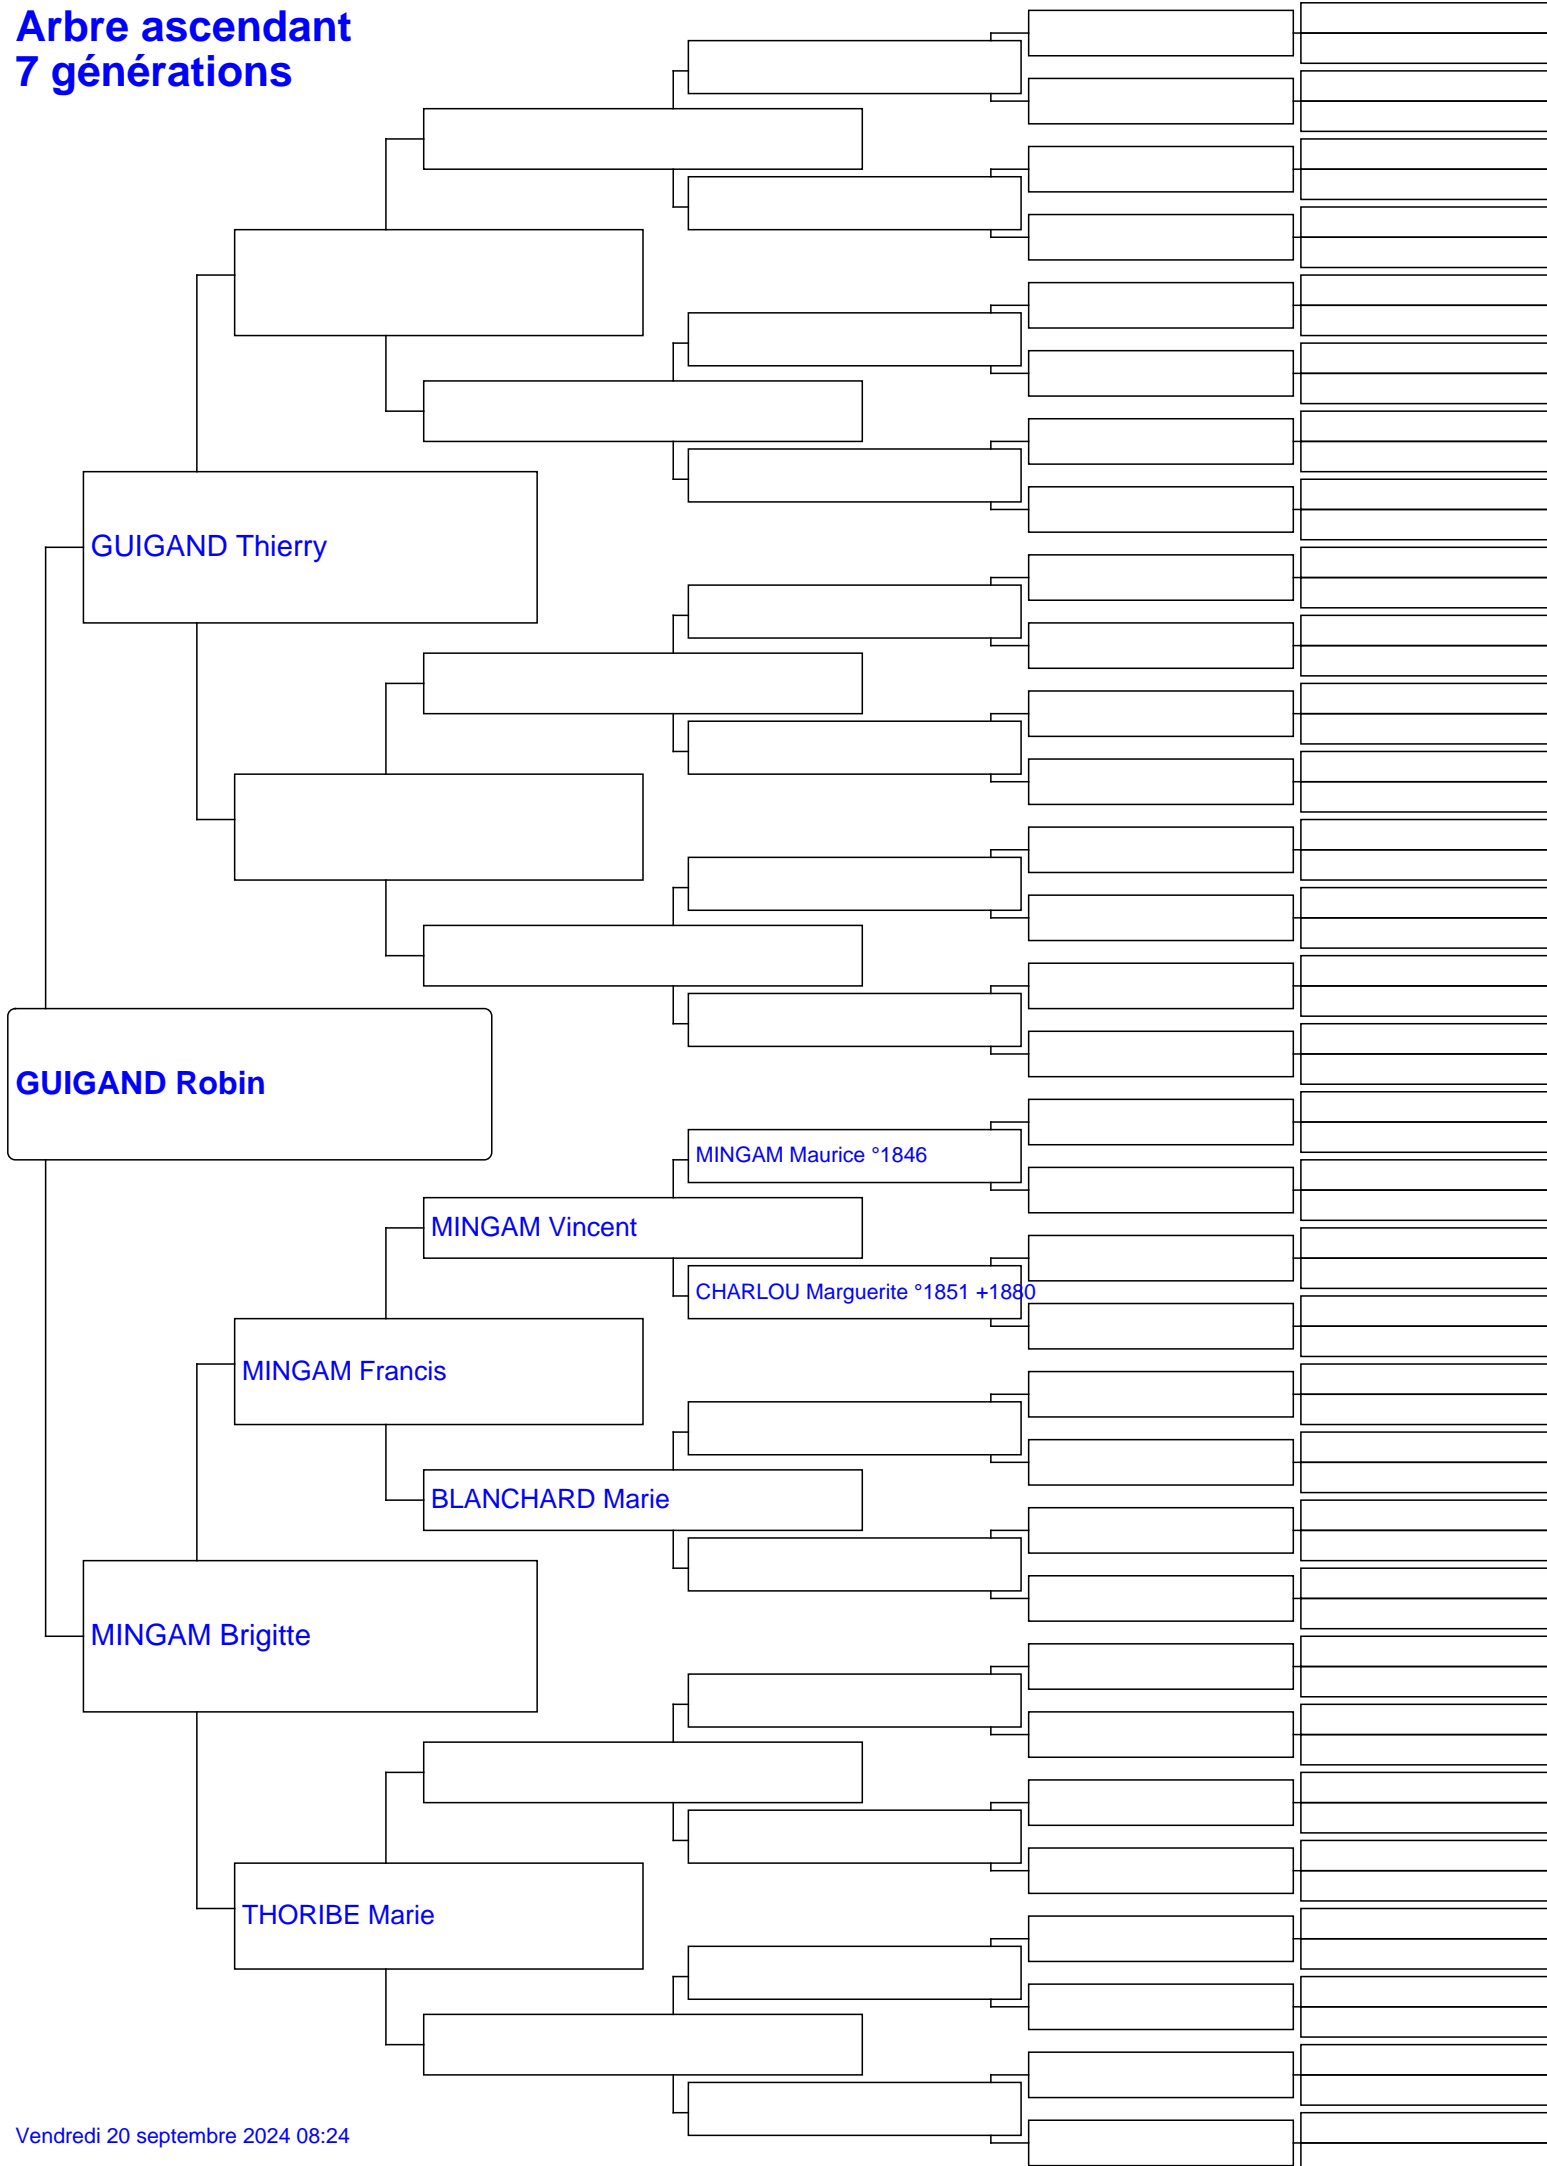 Arbre ascendant
7 générations
GUIGAND Thierry
GUIGAND Robin
MINGAM Maurice °1846
MINGAM Vincent
CHARLOU Marguerite °1851 +1880
MINGAM Francis
BLANCHARD Marie
MINGAM Brigitte
THORIBE Marie
Vendredi 20 septembre 2024 08:24